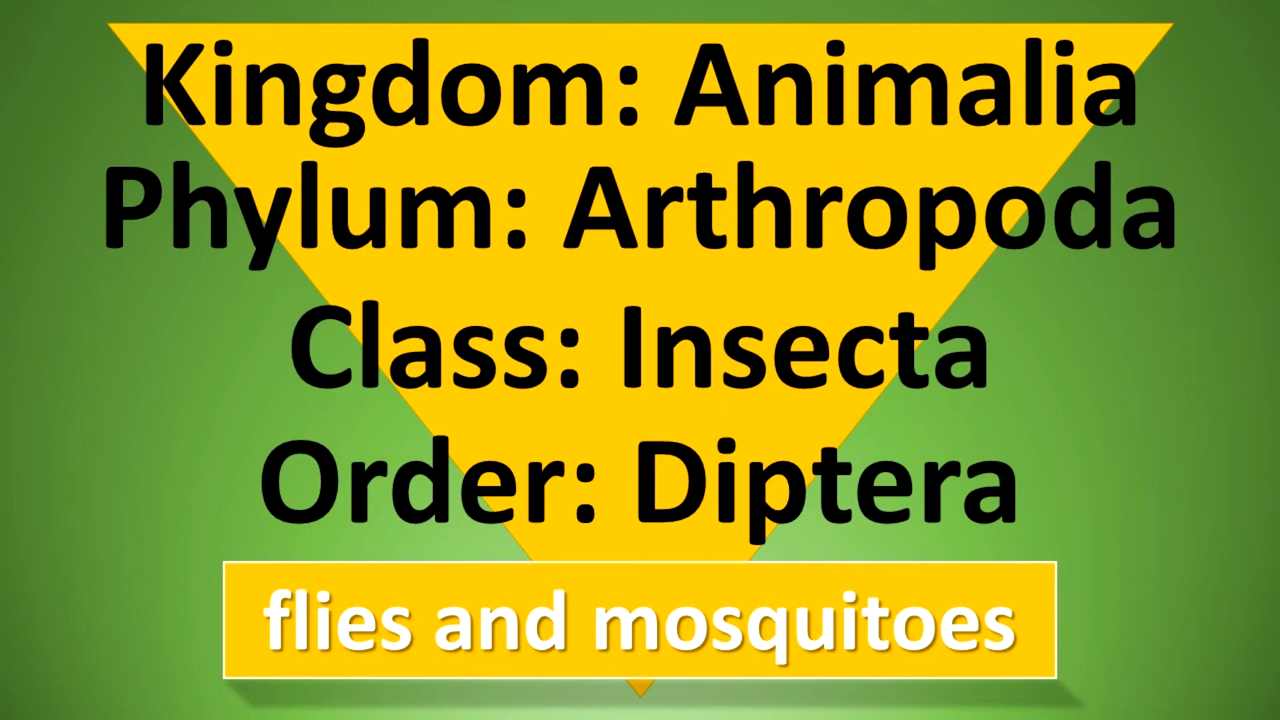 Kingdom: Animalia
Phylum: Arthropoda
Class: Insecta
Order: Diptera
flies and mosquitoes